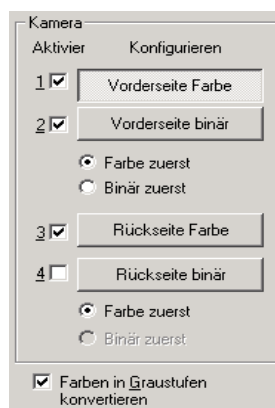 Kamera
Aktivier Konfigurieren
1 Vorderseite Farbe
2 Vorderseite binär
Farbe zuerst
Binär zuerst
3 Rückseite Farbe
4 Rückseite binär
Farbe zuerst
Binär zuerst
Farben in Graustufen
konvertieren